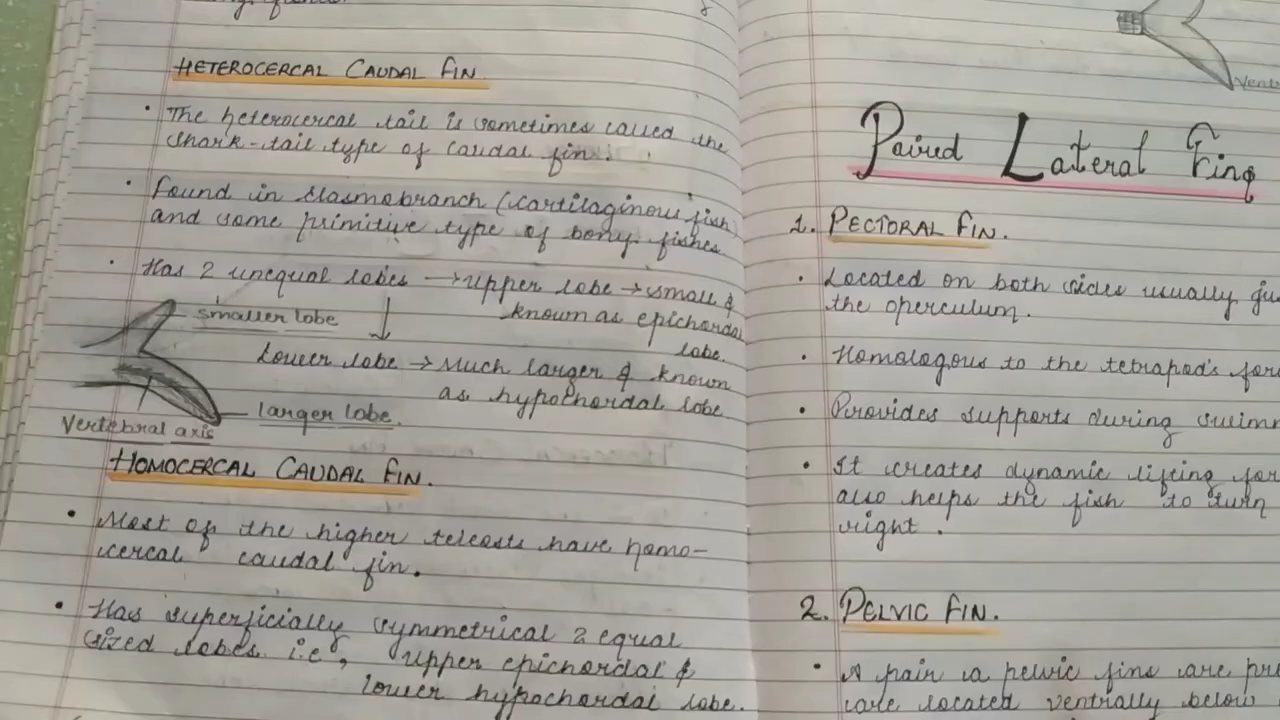 HETEROCERCAL CAUDAL FIN.
• The heterocercal tail is sometimes called the
shark-tail type of caudal fin.
• Found in Elasmobranch (cartilaginous fish)
and some primitive type of bony fishes.
• Has 2 unequal lobes → upper lobe → small &
known as epichordal
lobe.
smaller lobe
Lower lobe → Much larger & known
as hypochordal lobe
larger lobe.
Vertebral axis
HOMOCERCAL CAUDAL FIN.
• Most of the higher teleosts have homo-
cercal caudal fin.
• Has superficially symmetrical 2 equal
sized lobes i.e, upper epichordal &
lower hypochordal lobe.
Vent
Paired Lateral Fins
1. PECTORAL FIN.
• Located on both sides usually ju
the operculum.
• Homologous to the tetrapod's for
• Provides supports during swimm
• It creates dynamic lifting for
also helps the fish to turn
right.
2. PELVIC FIN.
• A pair a pelvic fins are pre
are located ventrally below